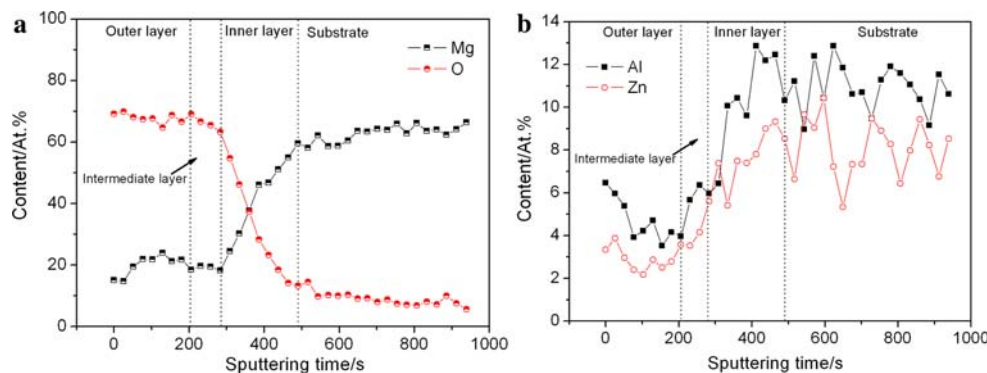 a
Outer layer
Inner layer
Substrate
Mg
O
Intermediate layer
Content/At.%
100
80
60
40
20
0
0
200
400
600
800
1000
Sputtering time/s
b
Outer layer
Inner layer
Substrate
Al
Zn
Intermediate layer
Content/At.%
14
12
10
8
6
4
2
0
0
200
400
600
800
1000
Sputtering time/s